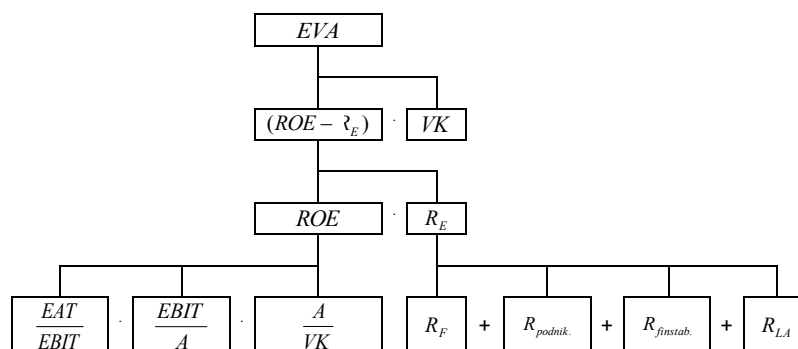 EVA
(ROE – R_E) · VK
ROE · R_E
EAT/EBIT · EBIT/A · A/VK R_F + R_podnik. + R_finstab. + R_LA